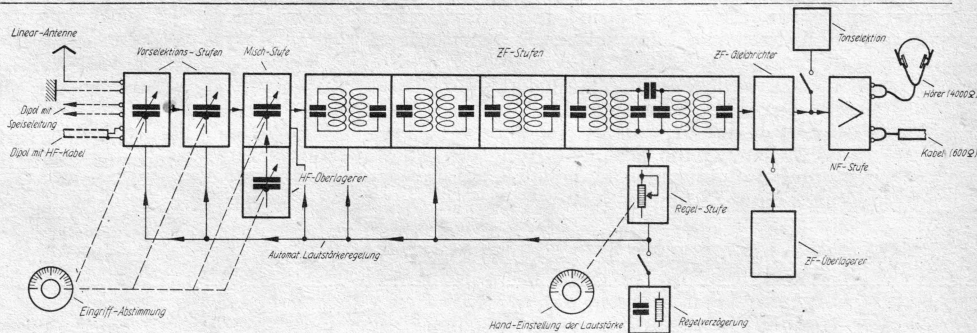 Linear-Antenne
Vorselektions-Stufen
Misch-Stufe
ZF-Stufen
Tonselektion
ZF-Gleichrichter
Dipol mit
Speiseleitung
Dipol mit HF-Kabel
HF-Überlagerer
Hörer (4000Ω)
Kabel (600Ω)
NF-Stufe
Regel-Stufe
Automat. Lautstärkeregelung
ZF-Überlagerer
Eingriff-Abstimmung
Hand-Einstellung der Lautstärke
Regelverzögerung